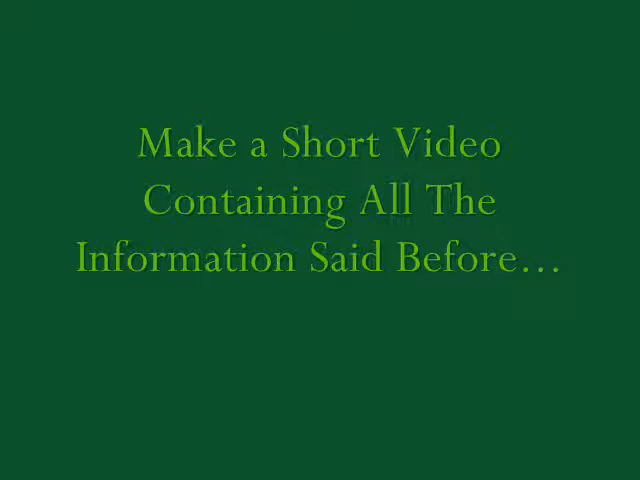 Make a Short Video
Containing All The
Information Said Before...